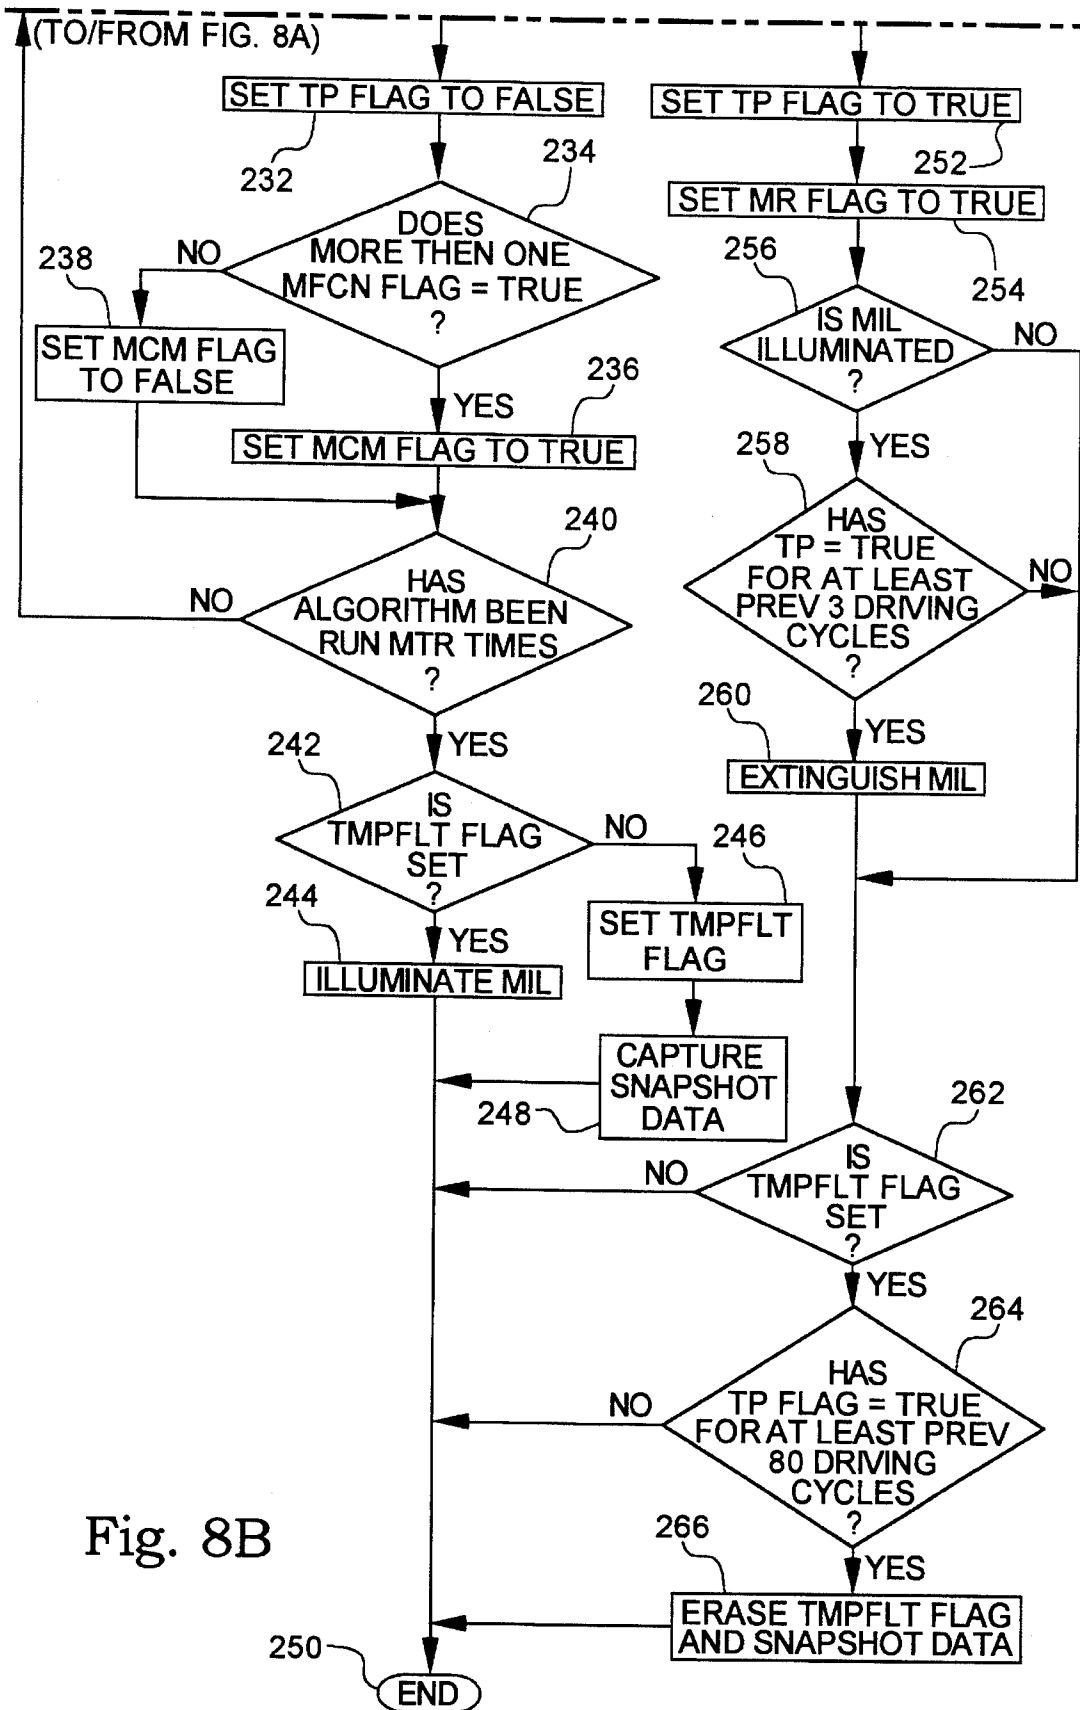 (TO/FROM FIG. 8A)
SET TP FLAG TO FALSE
232
234
DOES
MORE THEN ONE
MFCN FLAG = TRUE
?
NO
238
SET MCM FLAG
TO FALSE
YES
236
SET MCM FLAG TO TRUE
240
HAS
ALGORITHM BEEN
RUN MTR TIMES
?
NO
YES
242
IS
TMPFLT FLAG
SET
?
NO
246
SET TMPFLT
FLAG
244
YES
ILLUMINATE MIL
CAPTURE
SNAPSHOT
DATA
248
SET TP FLAG TO TRUE
252
SET MR FLAG TO TRUE
254
256
IS MIL
ILLUMINATED
?
NO
YES
258
HAS
TP = TRUE
FOR AT LEAST
PREV 3 DRIVING
CYCLES
?
NO
260
YES
EXTINGUISH MIL
262
IS
TMPFLT FLAG
SET
?
NO
YES
264
HAS
TP FLAG = TRUE
FOR AT LEAST PREV
80 DRIVING
CYCLES
?
NO
266
YES
ERASE TMPFLT FLAG
AND SNAPSHOT DATA
250
END
Fig. 8B